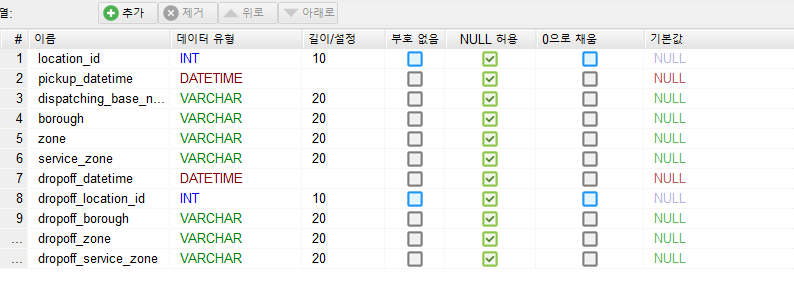 열: 추가 제거 위로 아래로
# 이름 데이터 유형 길이/설정 부호 없음 NULL 허용 0으로 채움 기본값
1 location_id INT 10 NULL
2 pickup_datetime DATETIME NULL
3 dispatching_base_n... VARCHAR 20 NULL
4 borough VARCHAR 20 NULL
5 zone VARCHAR 20 NULL
6 service_zone VARCHAR 20 NULL
7 dropoff_datetime DATETIME NULL
8 dropoff_location_id INT 10 NULL
9 dropoff_borough VARCHAR 20 NULL
... dropoff_zone VARCHAR 20 NULL
... dropoff_service_zone VARCHAR 20 NULL